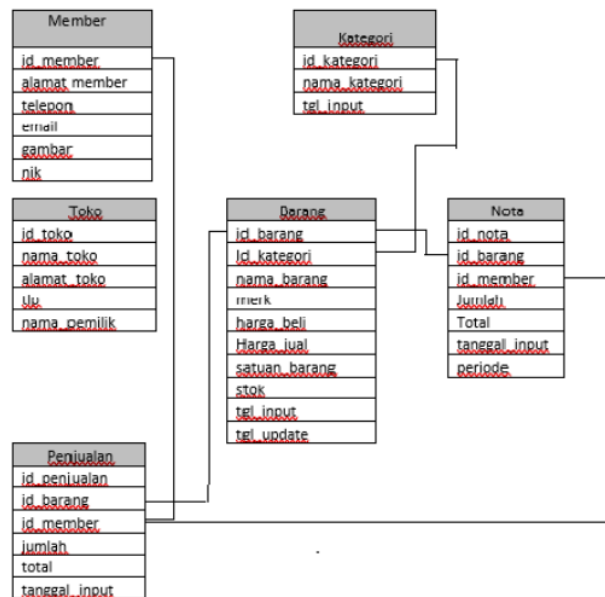 Member
id_member
alamat member
telepon
email
gambar
nik
Kategori
id_kategori
nama_kategori
tgl_input
Toko
id_toko
nama_toko
alamat_toko
tlp
nama_pemilik
Barang
id_barang
Id_kategori
nama_barang
merk
harga_beli
Harga_jual
satuan_barang
stok
tgl_input
tgl_update
Nota
id_nota
id_barang
id_member
Jumlah
Total
tanggal_input
periode
Penjualan
id_penjualan
id_barang
id_member
jumlah
total
tanggal_input